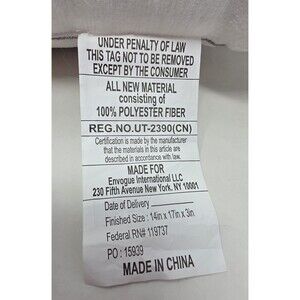 UNDER PENALTY OF LAW
THIS TAG NOT TO BE REMOVED
EXCEPT BY THE CONSUMER
ALL NEW MATERIAL
consisting of
100% POLYESTER FIBER
REG.NO.UT-2390(CN)
Certification is made by the manufacturer
that the materials in this article are
described in accordance with law.
MADE FOR
Envogue International LLC
230 Fifth Avenue New York. NY 10001
Date of Delivery
Finished Size : 14in x 17in x 3in
Federal RN# 119737
PO : 15939
MADE IN CHINA